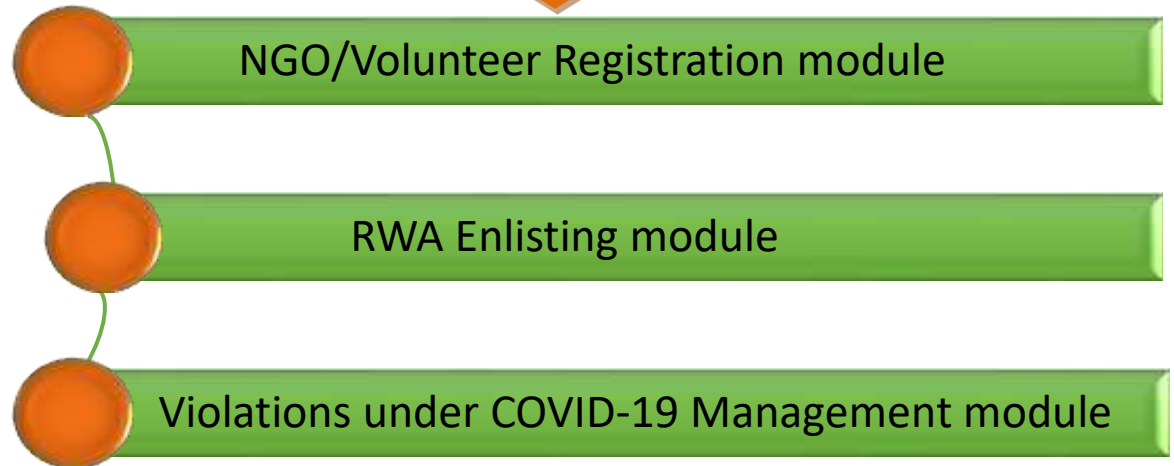 NGO/Volunteer Registration module
RWA Enlisting module
Violations under COVID-19 Management module